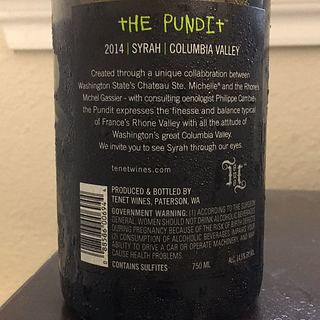 THE PUNDIT™
2014 | SYRAH | COLUMBIA VALLEY
Created through a unique collaboration between
Washington State's Chateau Ste. Michelle® and the Rhone's
Michel Gassier - with consulting oenologist Philippe Cambie,
the Pundit expresses the finesse and balance typical
of France's Rhone Valley with all the attitude of
Washington's great Columbia Valley.
We invite you to see Syrah through our eyes.
tenetwines.com
PRODUCED & BOTTLED BY
TENET WINES, PATERSON, WA
GOVERNMENT WARNING: (1) ACCORDING TO THE SURGEON
GENERAL, WOMEN SHOULD NOT DRINK ALCOHOLIC BEVERAGES
DURING PREGNANCY BECAUSE OF THE RISK OF BIRTH DEFECTS.
(2) CONSUMPTION OF ALCOHOLIC BEVERAGES IMPAIRS YOUR
ABILITY TO DRIVE A CAR OR OPERATE MACHINERY, AND MAY
CAUSE HEALTH PROBLEMS.
CONTAINS SULFITES 750 ML